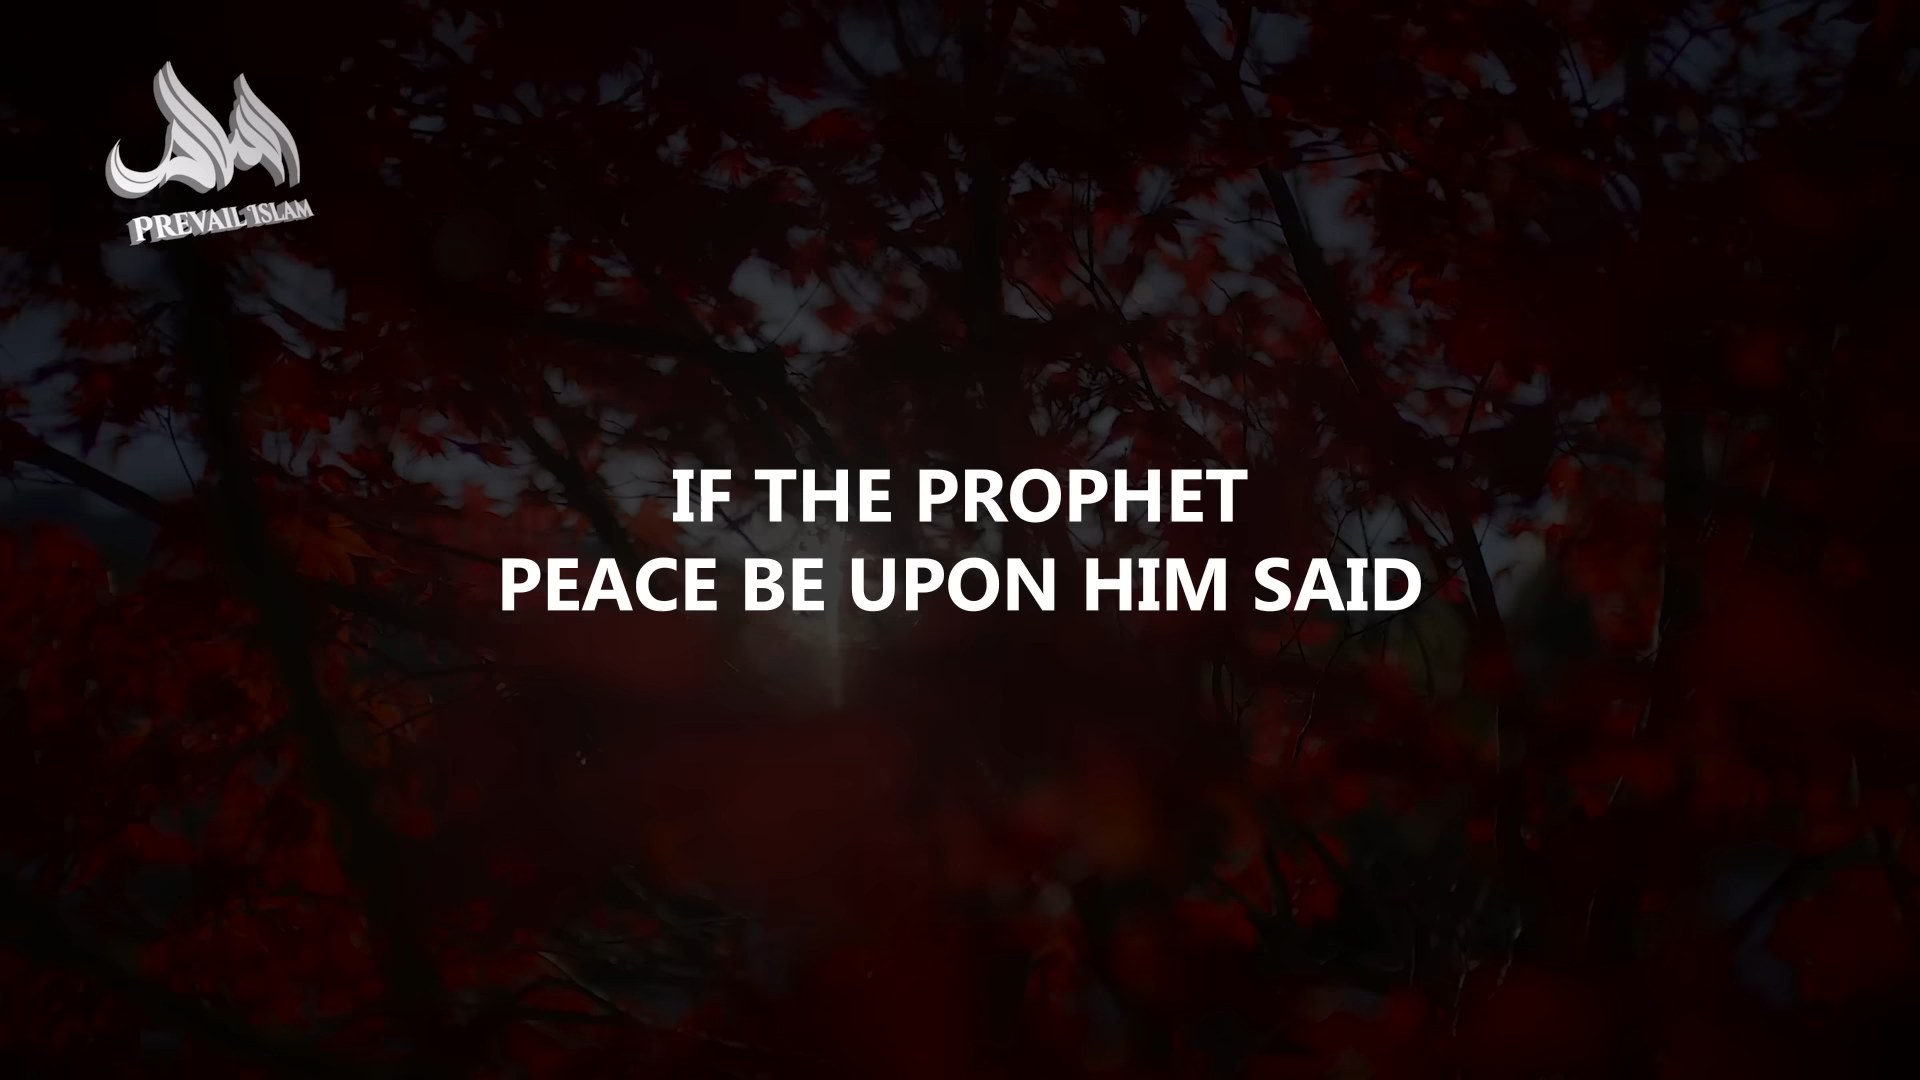 PREVAIL ISLAM
IF THE PROPHET
PEACE BE UPON HIM SAID